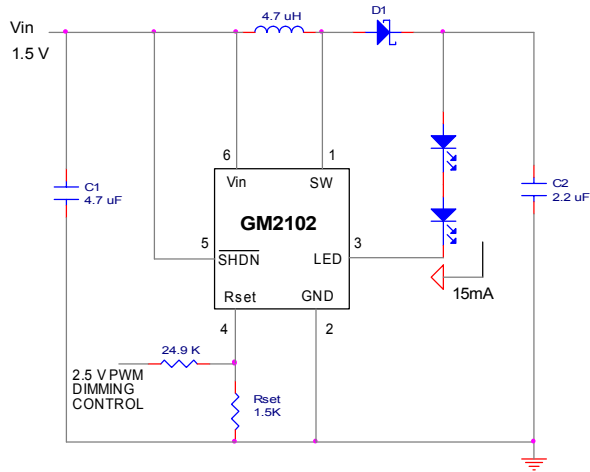 Vin
1.5 V
4.7 uH
D1
C1
4.7 uF
6
1
Vin
SW
GM2102
5
SHDN
LED
3
Rset
GND
4
2
C2
2.2 uF
15mA
24.9 K
2.5 V PWM
DIMMING
CONTROL
Rset
1.5K